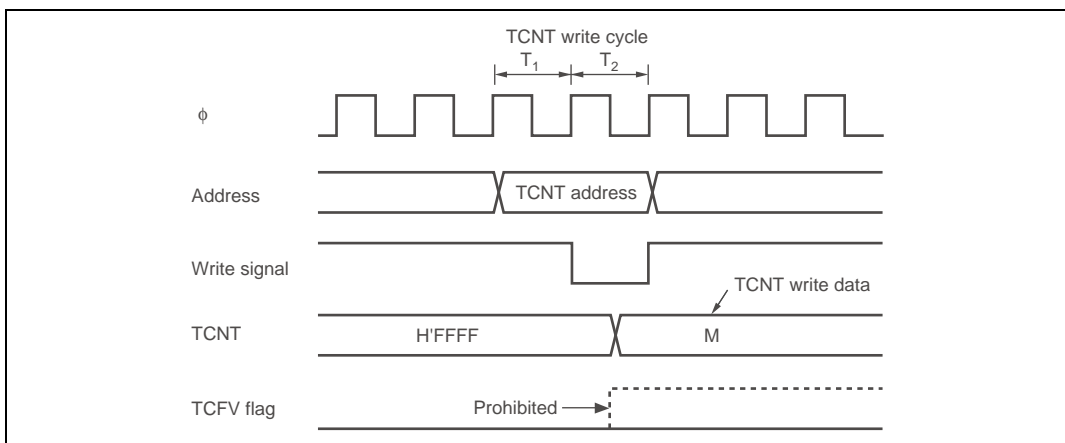 TCNT write cycle
T1 T2
ϕ
Address
TCNT address
Write signal
TCNT write data
TCNT
H'FFFF
M
TCFV flag
Prohibited